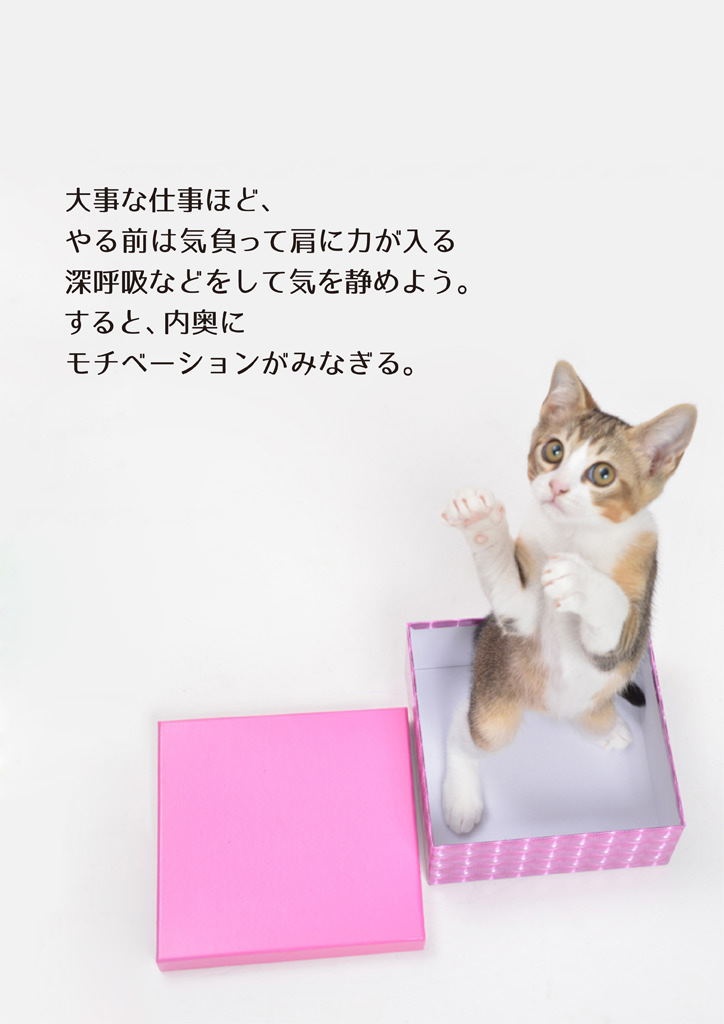 大事な仕事ほど、
やる前は気負って肩に力が入る
深呼吸などをして気を静めよう。
すると、内奥に
モチベーションがみなぎる。